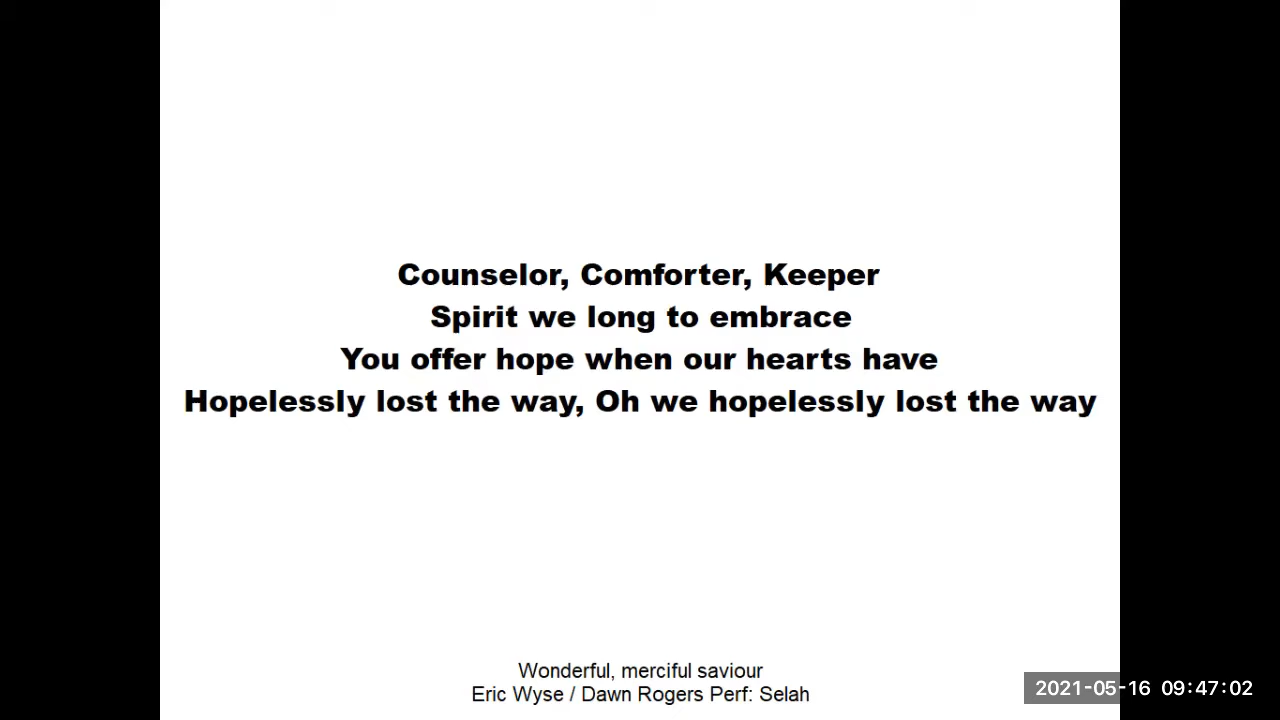 Counselor, Comforter, Keeper
Spirit we long to embrace
You offer hope when our hearts have
Hopelessly lost the way, Oh we hopelessly lost the way
Wonderful, merciful saviour
Eric Wyse / Dawn Rogers Perf: Selah
2021-05-16 09:47:02